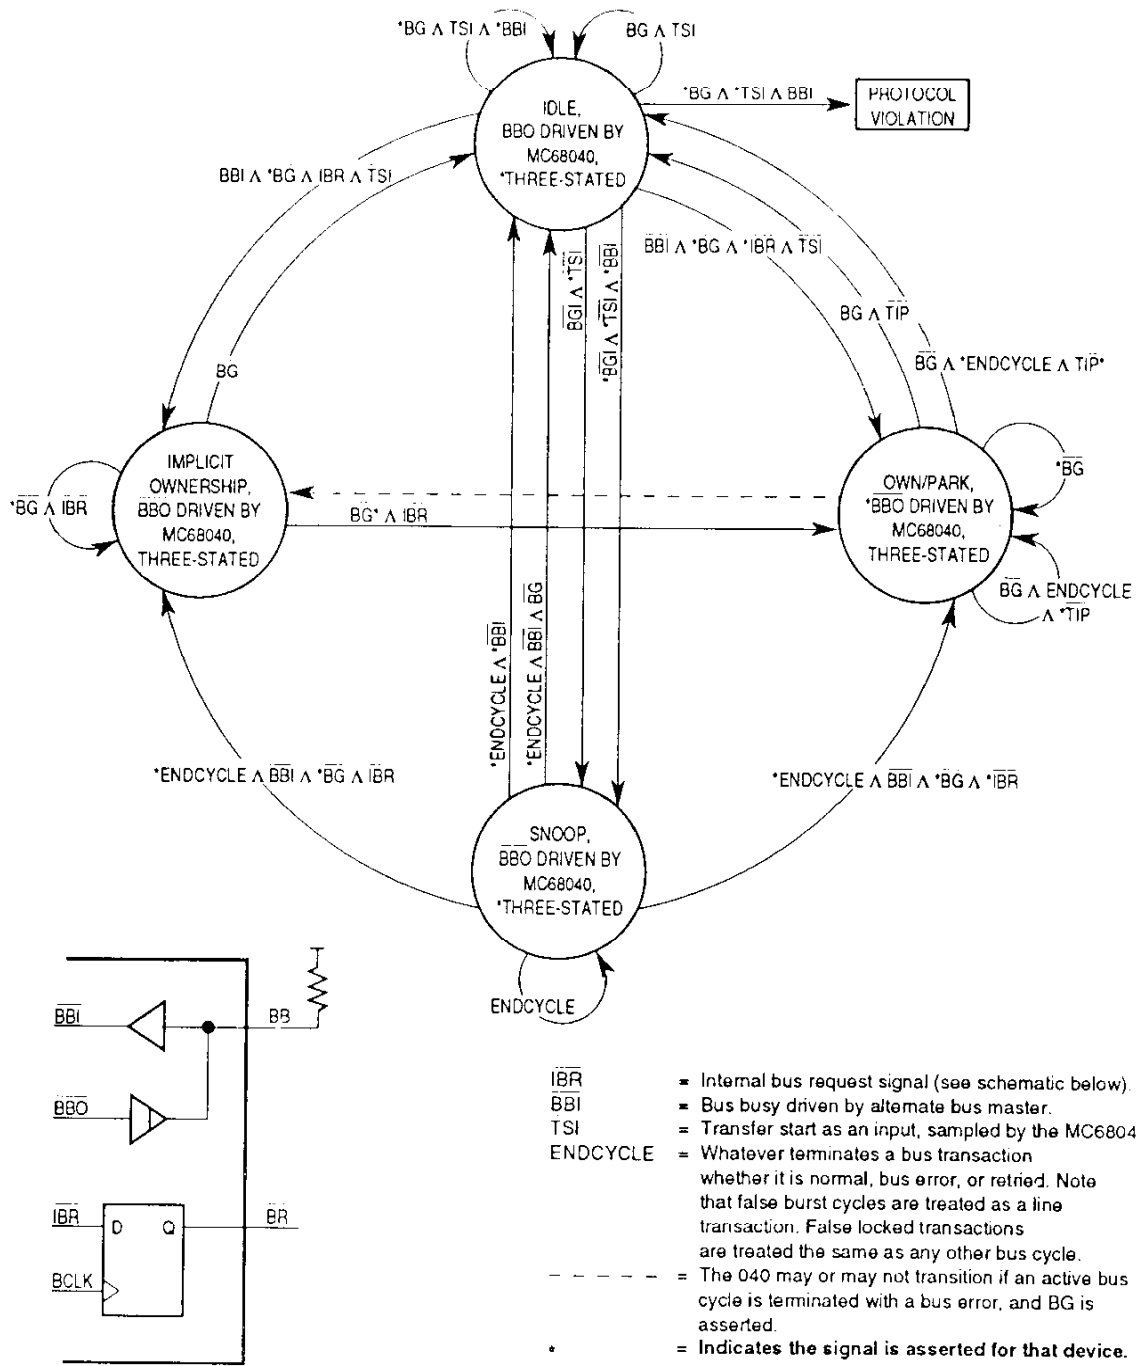 *BG Λ TSI Λ *BBI
BG Λ TSI
*BG Λ *TSI Λ BBI
PROTOCOL
VIOLATION
IDLE,
BBO DRIVEN BY
MC68040,
*THREE-STATED
BBI Λ *BG Λ IBR Λ TSI
BBI Λ *BG Λ *IBR Λ TSI
BGI Λ *TSI
*BGI Λ *TSI Λ *BBI
BG Λ TIP
BG Λ *ENDCYCLE Λ TIP*
BG
IMPLICIT
OWNERSHIP,
BBO DRIVEN BY
MC68040,
THREE-STATED
*BG Λ IBR
BG* Λ IBR
OWN/PARK,
*BBO DRIVEN BY
MC68040,
THREE-STATED
*BG
BG Λ ENDCYCLE
Λ *TIP
*ENDCYCLE Λ *BBI
*ENDCYCLE Λ BBI Λ BG
*ENDCYCLE Λ BBI Λ *BG Λ IBR
*ENDCYCLE Λ BBI Λ *BG Λ *IBR
SNOOP,
BBO DRIVEN BY
MC68040,
*THREE-STATED
ENDCYCLE
BBI
BB
BBO
IBR
D
Q
BR
BCLK
IBR = Internal bus request signal (see schematic below).
BBI = Bus busy driven by alternate bus master.
TSI = Transfer start as an input, sampled by the MC6804
ENDCYCLE = Whatever terminates a bus transaction
whether it is normal, bus error, or retried. Note
that false burst cycles are treated as a line
transaction. False locked transactions
are treated the same as any other bus cycle.
– – – – – = The 040 may or may not transition if an active bus
cycle is terminated with a bus error, and BG is
asserted.
* = Indicates the signal is asserted for that device.